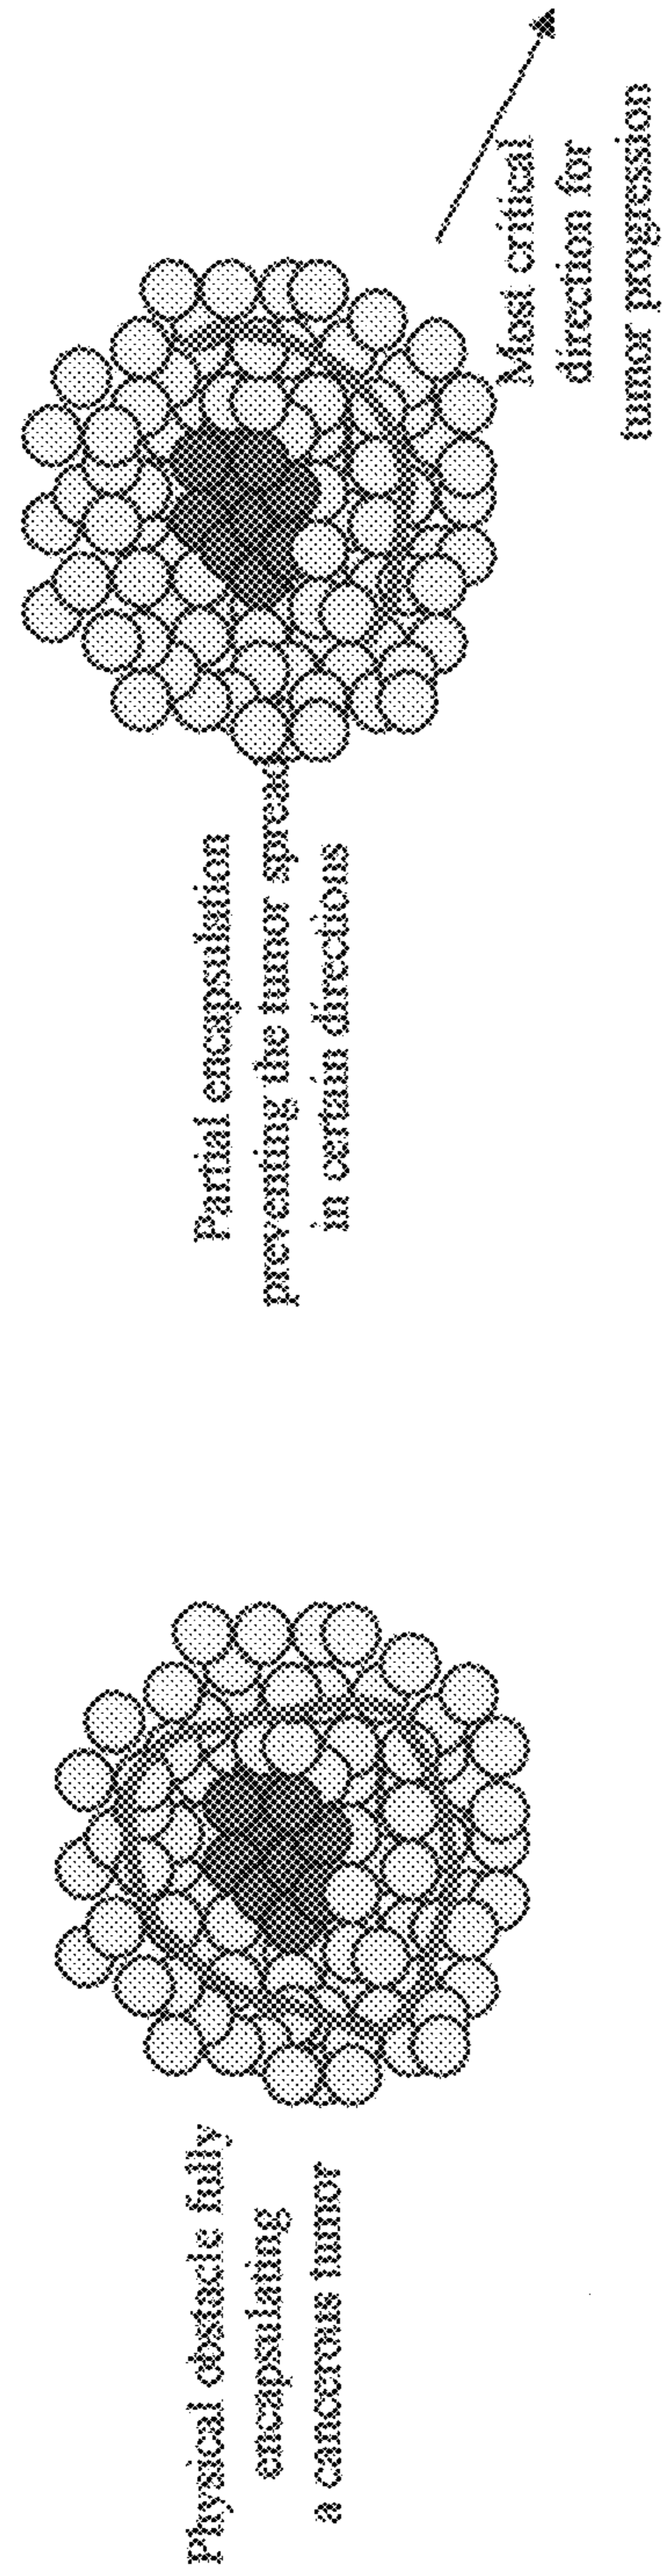 Physical obstacle fully
encapsulating
a cancerous tumor
Partial encapsulation
preventing the tumor sprea
in certain directions
Most critical
direction for
tumor progression